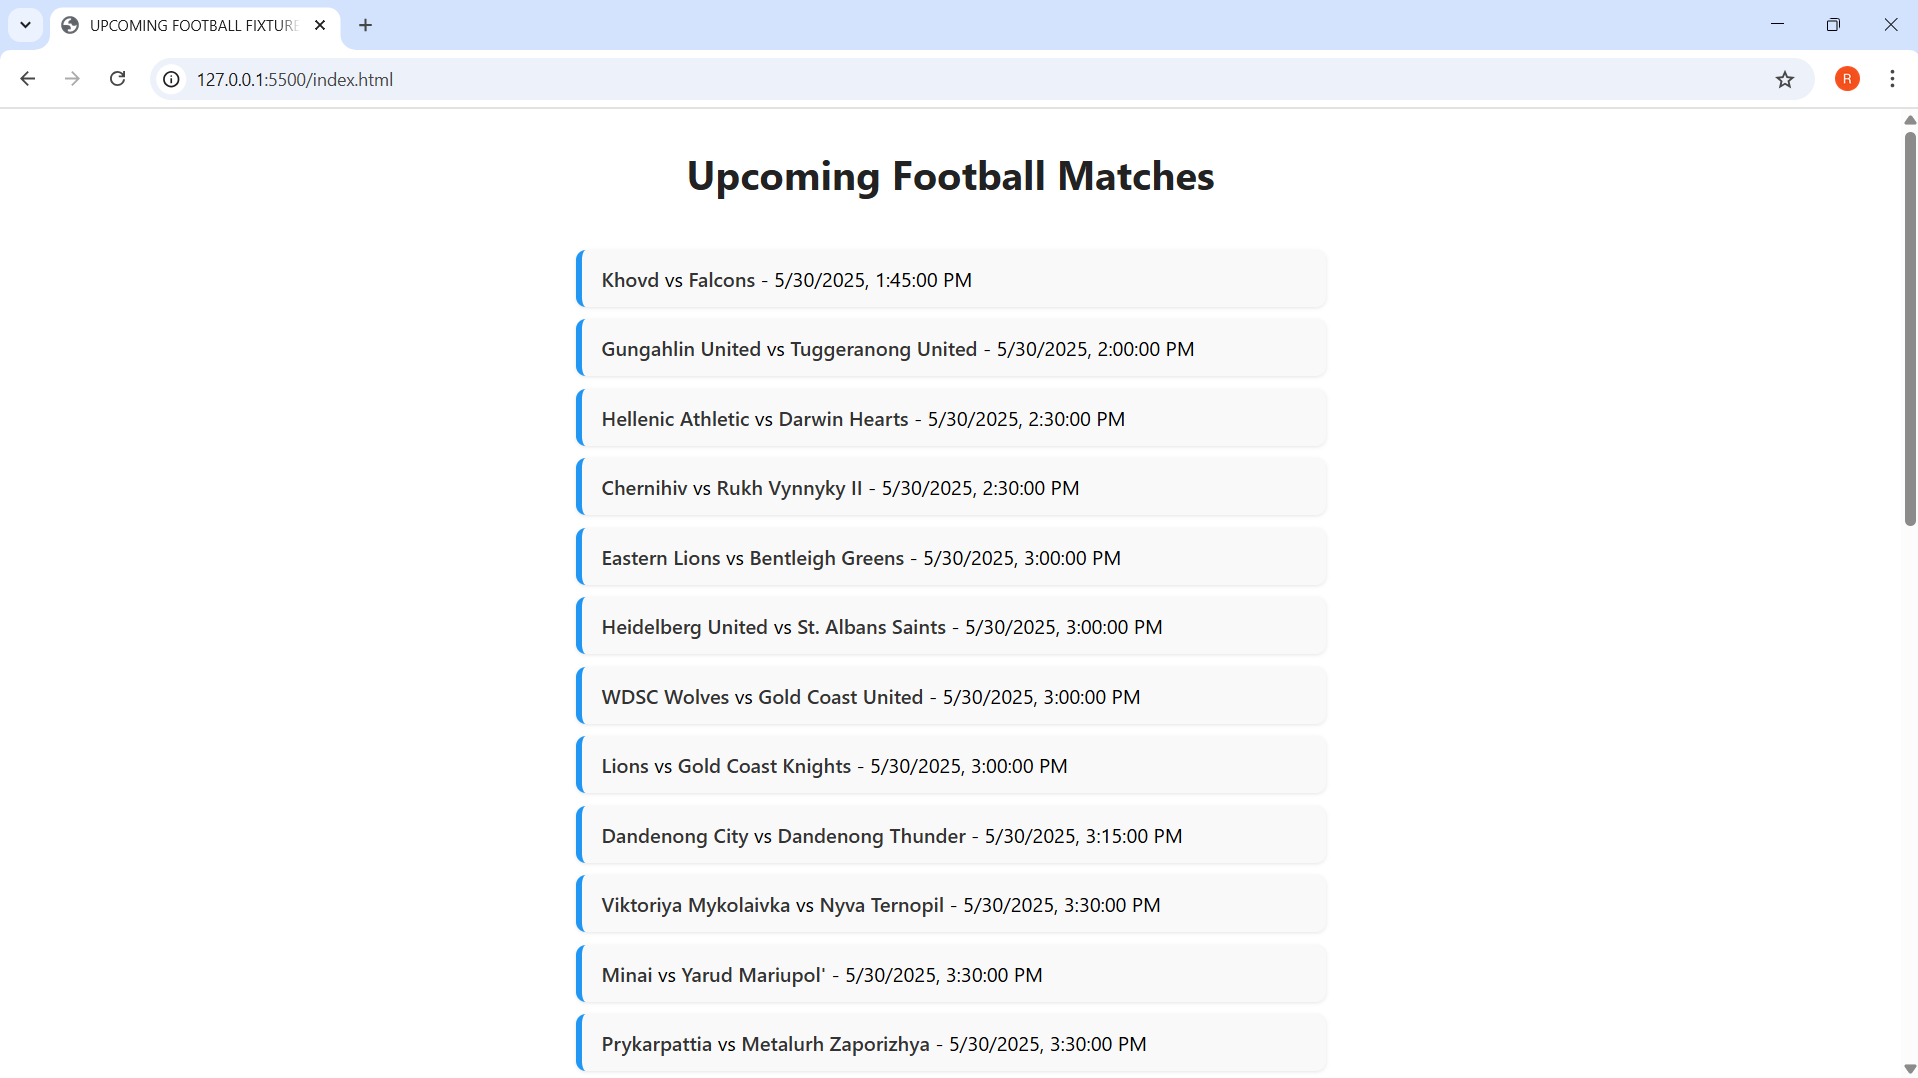 UPCOMING FOOTBALL FIXTURE
127.0.0.1:5500/index.html
R
Upcoming Football Matches
Khovd vs Falcons - 5/30/2025, 1:45:00 PM
Gungahlin United vs Tuggeranong United - 5/30/2025, 2:00:00 PM
Hellenic Athletic vs Darwin Hearts - 5/30/2025, 2:30:00 PM
Chernihiv vs Rukh Vynnyky II - 5/30/2025, 2:30:00 PM
Eastern Lions vs Bentleigh Greens - 5/30/2025, 3:00:00 PM
Heidelberg United vs St. Albans Saints - 5/30/2025, 3:00:00 PM
WDSC Wolves vs Gold Coast United - 5/30/2025, 3:00:00 PM
Lions vs Gold Coast Knights - 5/30/2025, 3:00:00 PM
Dandenong City vs Dandenong Thunder - 5/30/2025, 3:15:00 PM
Viktoriya Mykolaivka vs Nyva Ternopil - 5/30/2025, 3:30:00 PM
Minai vs Yarud Mariupol' - 5/30/2025, 3:30:00 PM
Prykarpattia vs Metalurh Zaporizhya - 5/30/2025, 3:30:00 PM